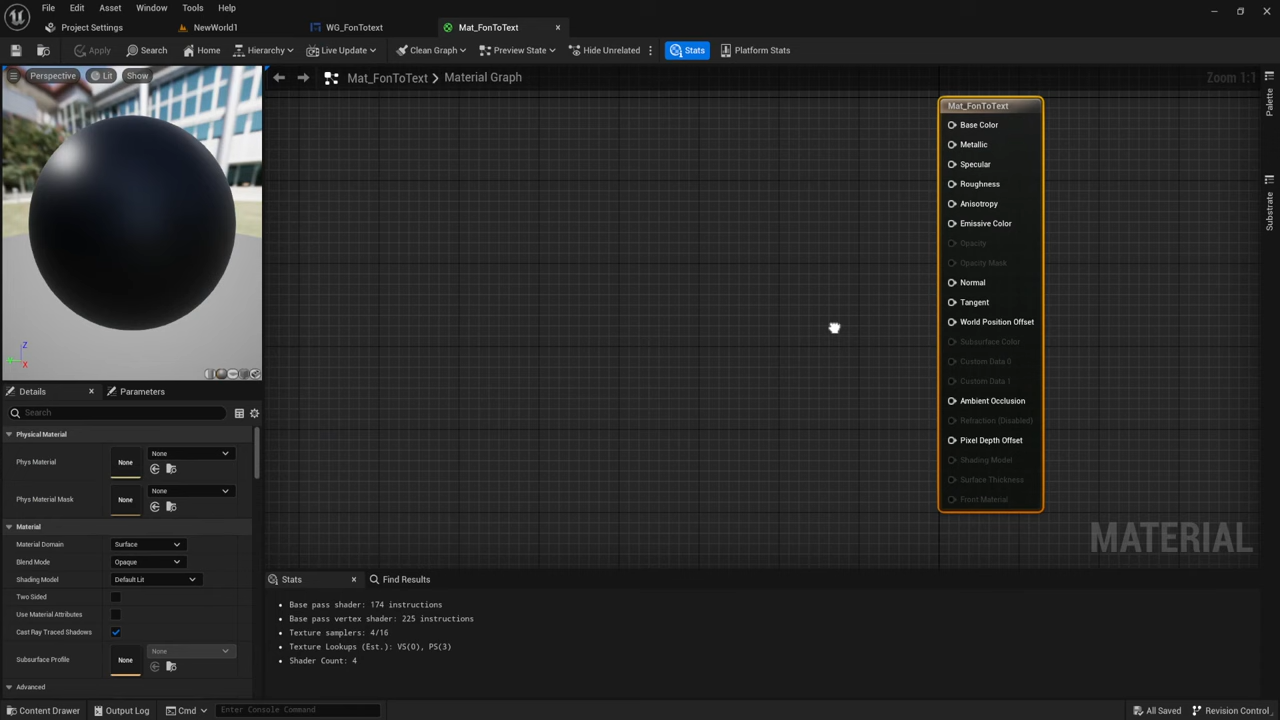 File Edit Asset Window Tools Help
Project Settings NewWorld1 WG_FonTotext Mat_FonToText
Apply Search Home Hierarchy Live Update Clean Graph Preview State Hide Unrelated Stats Platform Stats
Perspective Lit Show
Mat_FonToText Material Graph
Zoom 1:1
Palette
Substrate
Mat_FonToText
Base Color
Metallic
Specular
Roughness
Anisotropy
Emissive Color
Opacity
Opacity Mask
Normal
Tangent
World Position Offset
Subsurface Color
Custom Data 0
Custom Data 1
Ambient Occlusion
Refraction (Disabled)
Pixel Depth Offset
Shading Model
Surface Thickness
Front Material
MATERIAL
Z
X
Details Parameters
Search
Physical Material
Phys Material None None
Phys Material Mask None None
Material
Material Domain Surface
Blend Mode Opaque
Shading Model Default Lit
Two Sided
Use Material Attributes
Cast Ray Traced Shadows
Subsurface Profile None None
Advanced
Stats Find Results
Base pass shader: 174 instructions
Base pass vertex shader: 225 instructions
Texture samplers: 4/16
Texture Lookups (Est.): VS(0), PS(3)
Shader Count: 4
Content Drawer Output Log Cmd Enter Console Command All Saved Revision Control